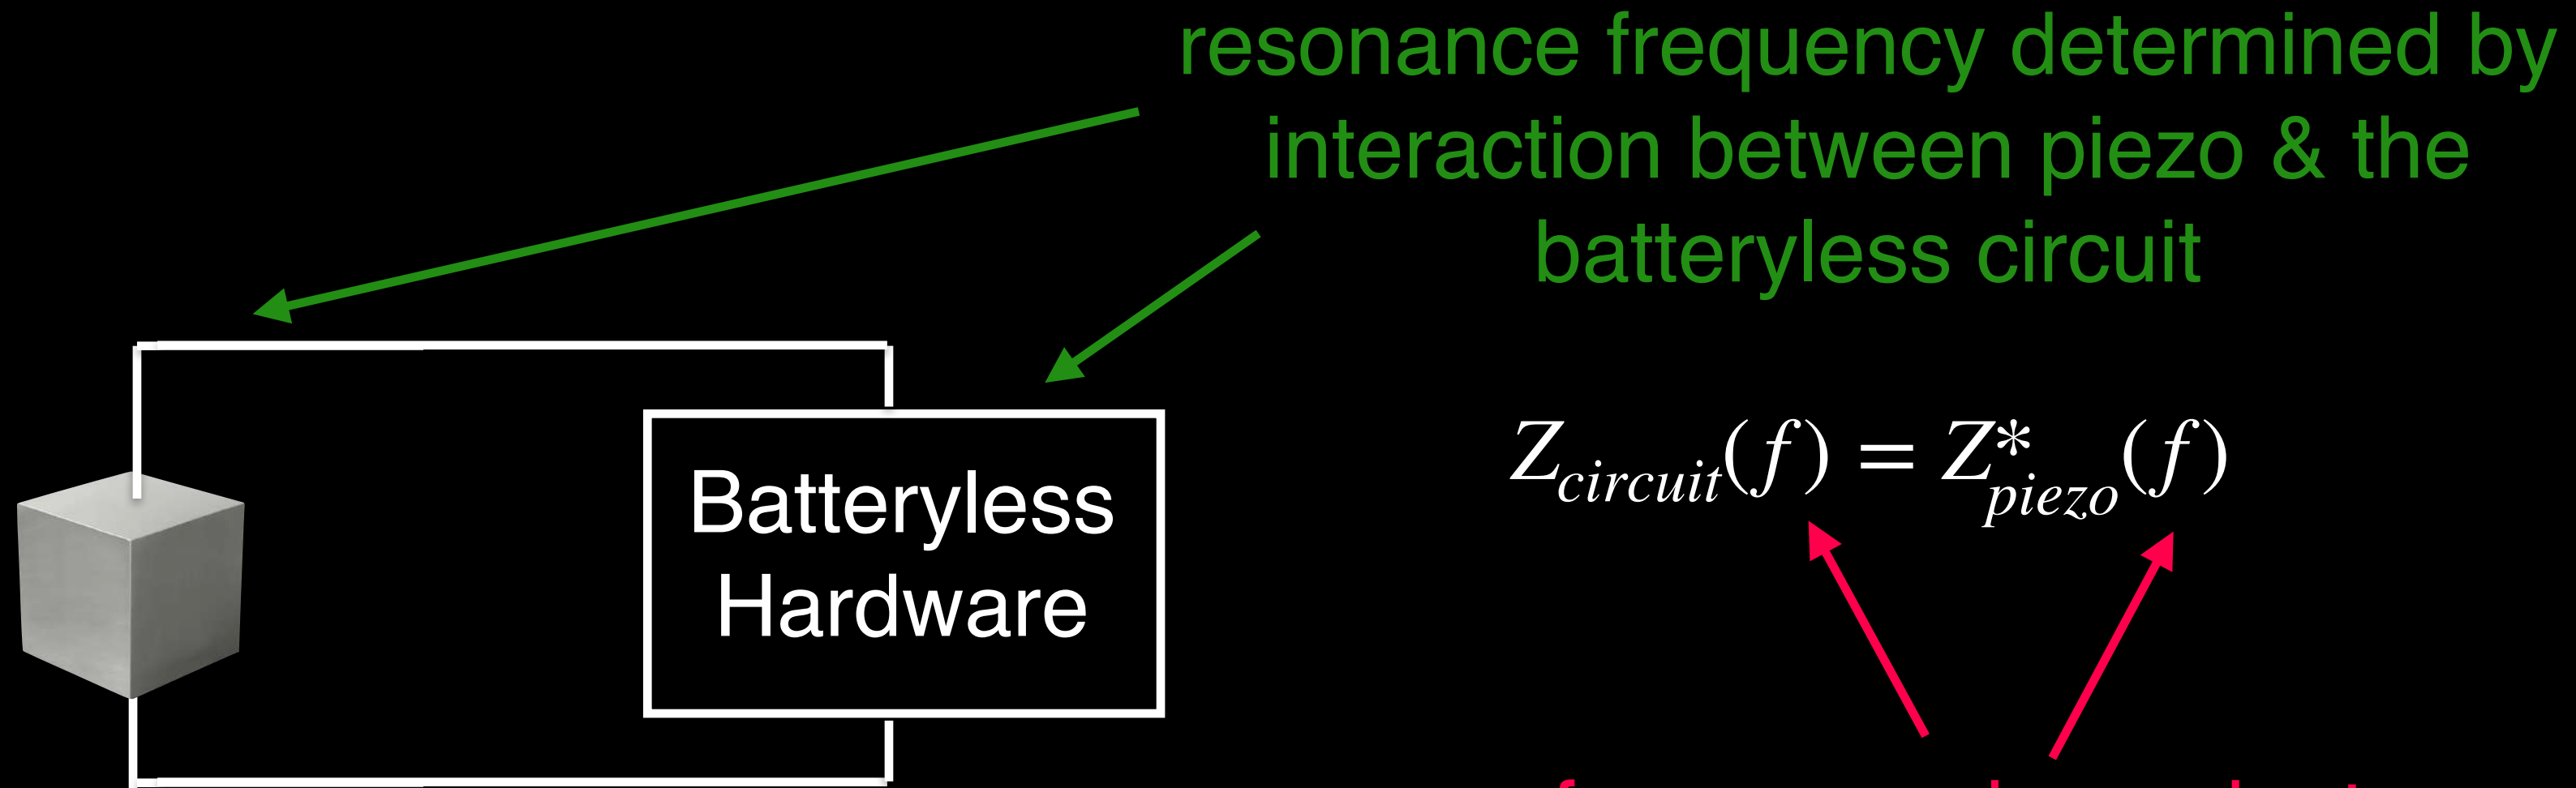 resonance frequency determined by
interaction between piezo & the
batteryless circuit
Z_circuit(f) = Z*_piezo(f)
Batteryless
Hardware